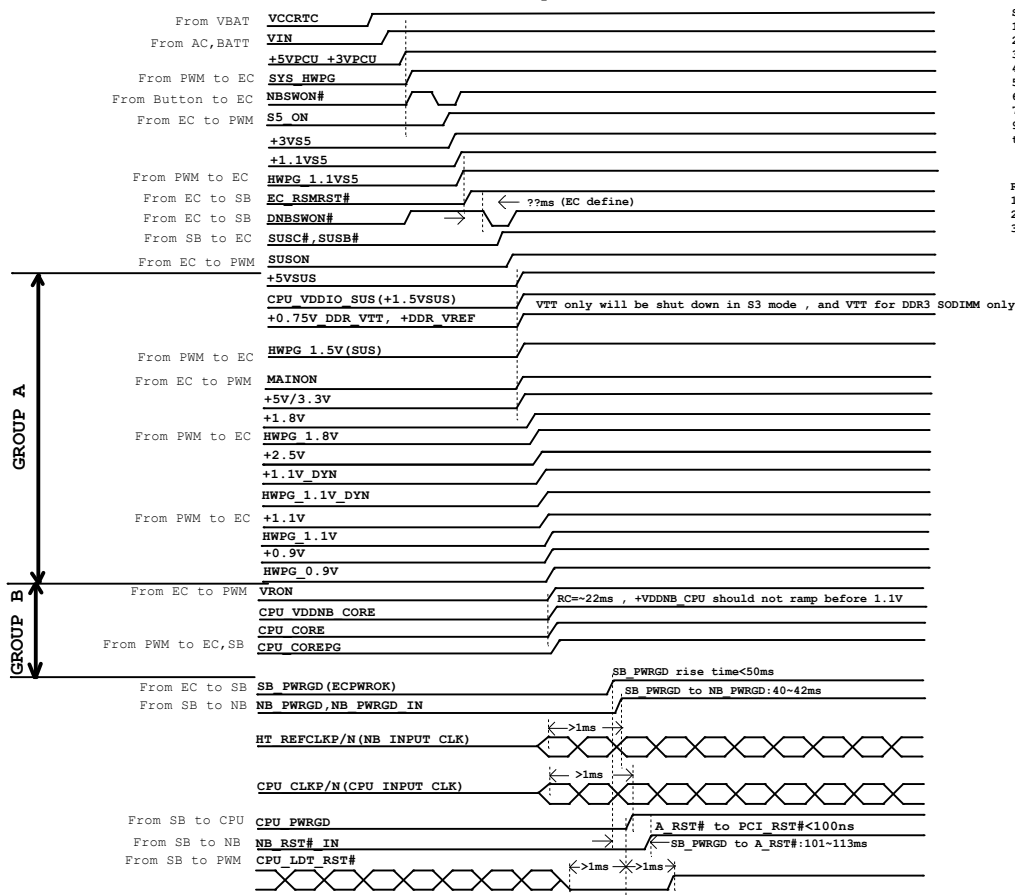 From VBAT VCCRTC
From AC,BATT VIN
+5VPCU +3VPCU
From PWM to EC SYS_HWPG
From Button to EC NBSWON#
From EC to PWM S5_ON
+3VS5
+1.1VS5
From PWM to EC HWPG_1.1VS5
From EC to SB EC_RSMRST#
??ms (EC define)
From EC to SB DNBSWON#
From SB to EC SUSC#,SUSB#
From EC to PWM SUSON
+5VSUS
CPU_VDDIO_SUS(+1.5VSUS)
VTT only will be shut down in S3 mode , and VTT for DDR3 SODIMM only
+0.75V_DDR_VTT, +DDR_VREF
From PWM to EC HWPG_1.5V(SUS)
From EC to PWM MAINON
+5V/3.3V
+1.8V
From PWM to EC HWPG_1.8V
+2.5V
+1.1V_DYN
HWPG_1.1V_DYN
From PWM to EC +1.1V
HWPG_1.1V
+0.9V
HWPG_0.9V
GROUP A
From EC to PWM VRON
RC=~22ms , +VDDNB_CPU should not ramp before 1.1V
CPU_VDDNB_CORE
CPU_CORE
From PWM to EC,SB CPU_COREPG
GROUP B
SB_PWRGD rise time<50ms
From EC to SB SB_PWRGD(ECPWROK)
SB_PWRGD to NB_PWRGD:40~42ms
From SB to NB NB_PWRGD,NB_PWRGD_IN
>1ms
HT_REFCLKP/N(NB INPUT CLK)
>1ms
CPU_CLKP/N(CPU INPUT CLK)
From SB to CPU CPU_PWRGD
A_RST# to PCI_RST#<100ns
From SB to NB NB_RST#_IN
SB_PWRGD to A_RST#:101~113ms
From SB to PWM CPU_LDT_RST#
>1ms >1ms